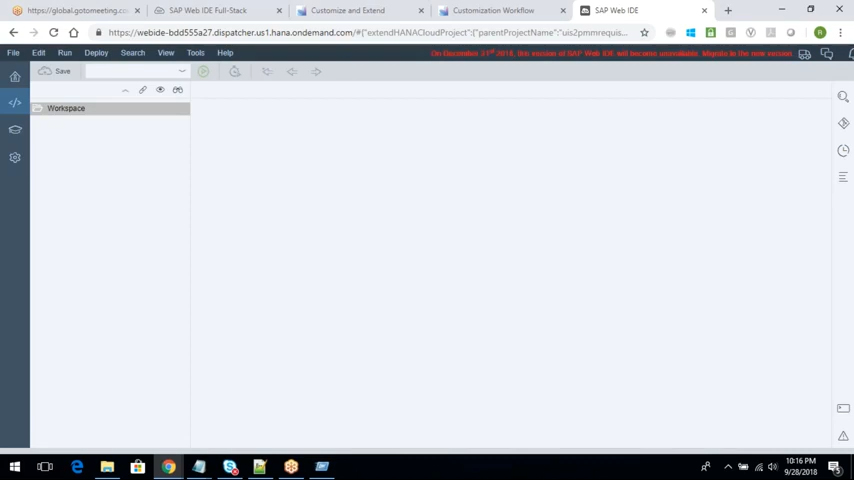 https://global.gotomeeting.co
SAP Web IDE Full-Stack
Customize and Extend
Customization Workflow
SAP Web IDE
https://webide-bdd555a27.dispatcher.us1.hana.ondemand.com/#{"extendHANACloudProject":{"parentProjectName":"uis2pmmrequis...
R
File Edit Run Deploy Search View Tools Help
On December 31st 2018, this version of SAP Web IDE will become unavailable. Migrate to the new version.
Save
Workspace
10:16 PM
9/28/2018